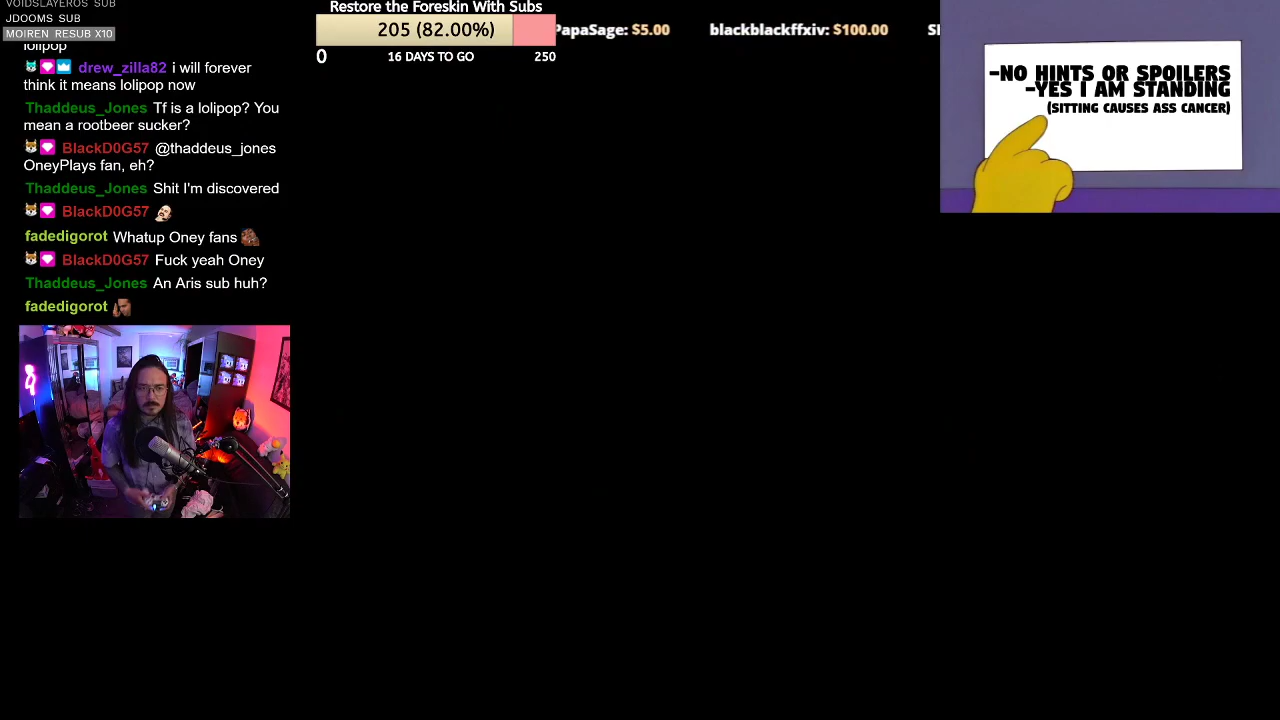 VOIDSLAYEROS SUB
JDOOMS SUB
MOIREN RESUB X10
lolipop
drew_zilla82 i will forever
think it means lolipop now
Thaddeus_Jones Tf is a lolipop? You
mean a rootbeer sucker?
BlackD0G57 @thaddeus_jones
OneyPlays fan, eh?
Thaddeus_Jones Shit I'm discovered
BlackD0G57
fadedigorot Whatup Oney fans
BlackD0G57 Fuck yeah Oney
Thaddeus_Jones An Aris sub huh?
fadedigorot
Restore the Foreskin With Subs
205 (82.00%)
0 16 DAYS TO GO 250
PapaSage: $5.00 blackblackffxiv: $100.00
-NO HINTS OR SPOILERS
-YES I AM STANDING
(SITTING CAUSES ASS CANCER)